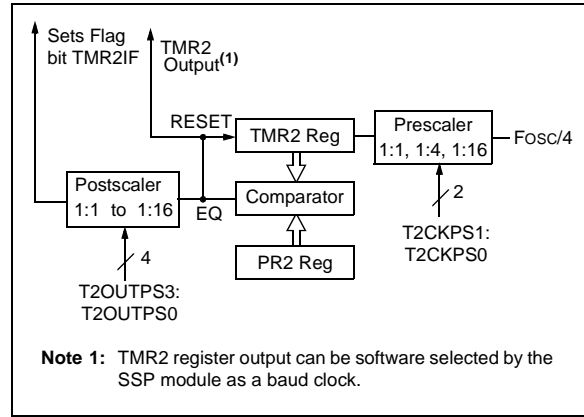 Sets Flag
bit TMR2IF
TMR2
Output(1)
RESET
TMR2 Reg
Prescaler
1:1, 1:4, 1:16
FOSC/4
Postscaler
1:1 to 1:16
EQ
Comparator
2
4
PR2 Reg
T2CKPS1:
T2CKPS0
T2OUTPS3:
T2OUTPS0
Note 1: TMR2 register output can be software selected by the
SSP module as a baud clock.